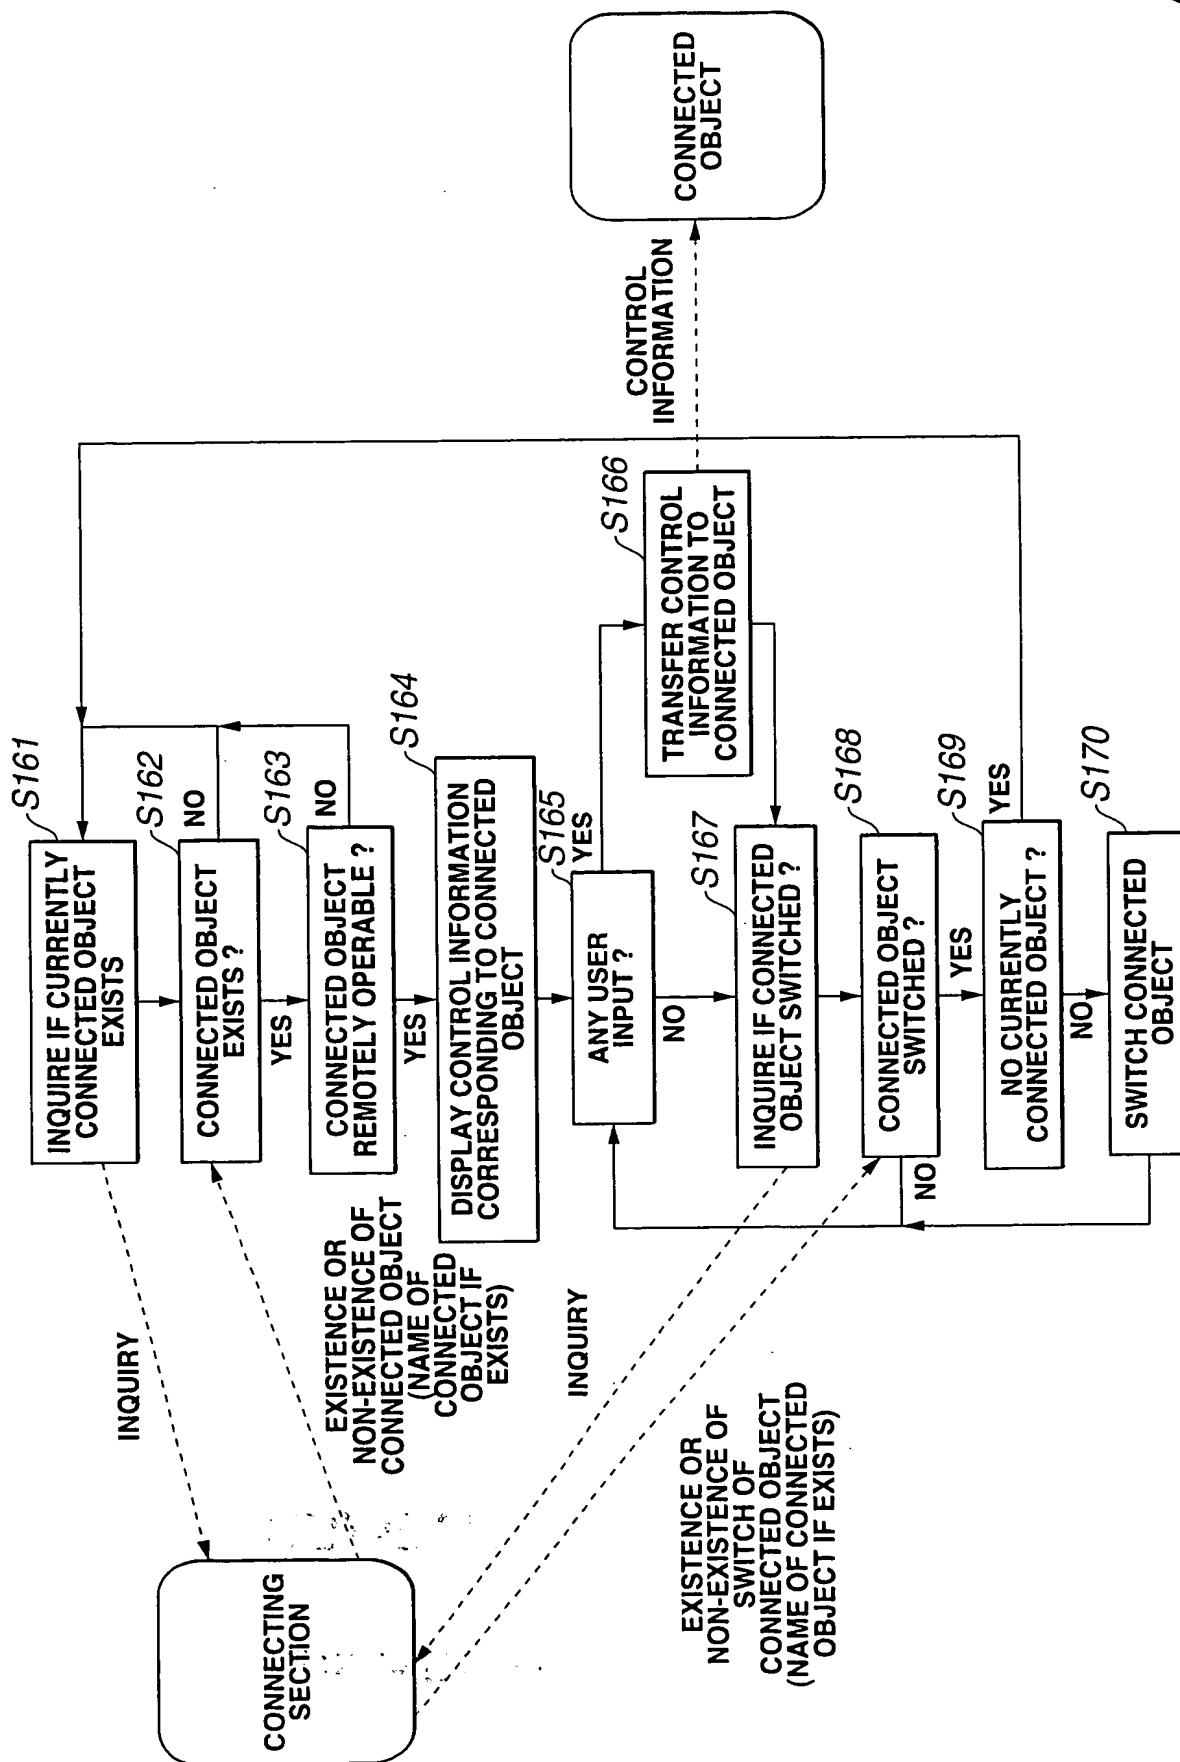 S161
INQUIRE IF CURRENTLY
CONNECTED OBJECT
EXISTS
S162
CONNECTED OBJECT
EXISTS ?
NO
YES
S163
CONNECTED OBJECT
REMOTELY OPERABLE ?
NO
YES
S164
DISPLAY CONTROL INFORMATION
CORRESPONDING TO CONNECTED
OBJECT
S165
ANY USER
INPUT ?
YES
NO
S166
TRANSFER CONTROL
INFORMATION TO
CONNECTED OBJECT
S167
INQUIRE IF CONNECTED
OBJECT SWITCHED ?
S168
CONNECTED OBJECT
SWITCHED ?
NO
YES
S169
NO CURRENTLY
CONNECTED OBJECT ?
YES
NO
S170
SWITCH CONNECTED
OBJECT
CONNECTING
SECTION
INQUIRY
EXISTENCE OR
NON-EXISTENCE OF
CONNECTED OBJECT
(NAME OF
CONNECTED
OBJECT IF
EXISTS)
INQUIRY
EXISTENCE OR
NON-EXISTENCE OF
SWITCH OF
CONNECTED OBJECT
(NAME OF CONNECTED
OBJECT IF EXISTS)
CONTROL
INFORMATION
CONNECTED
OBJECT